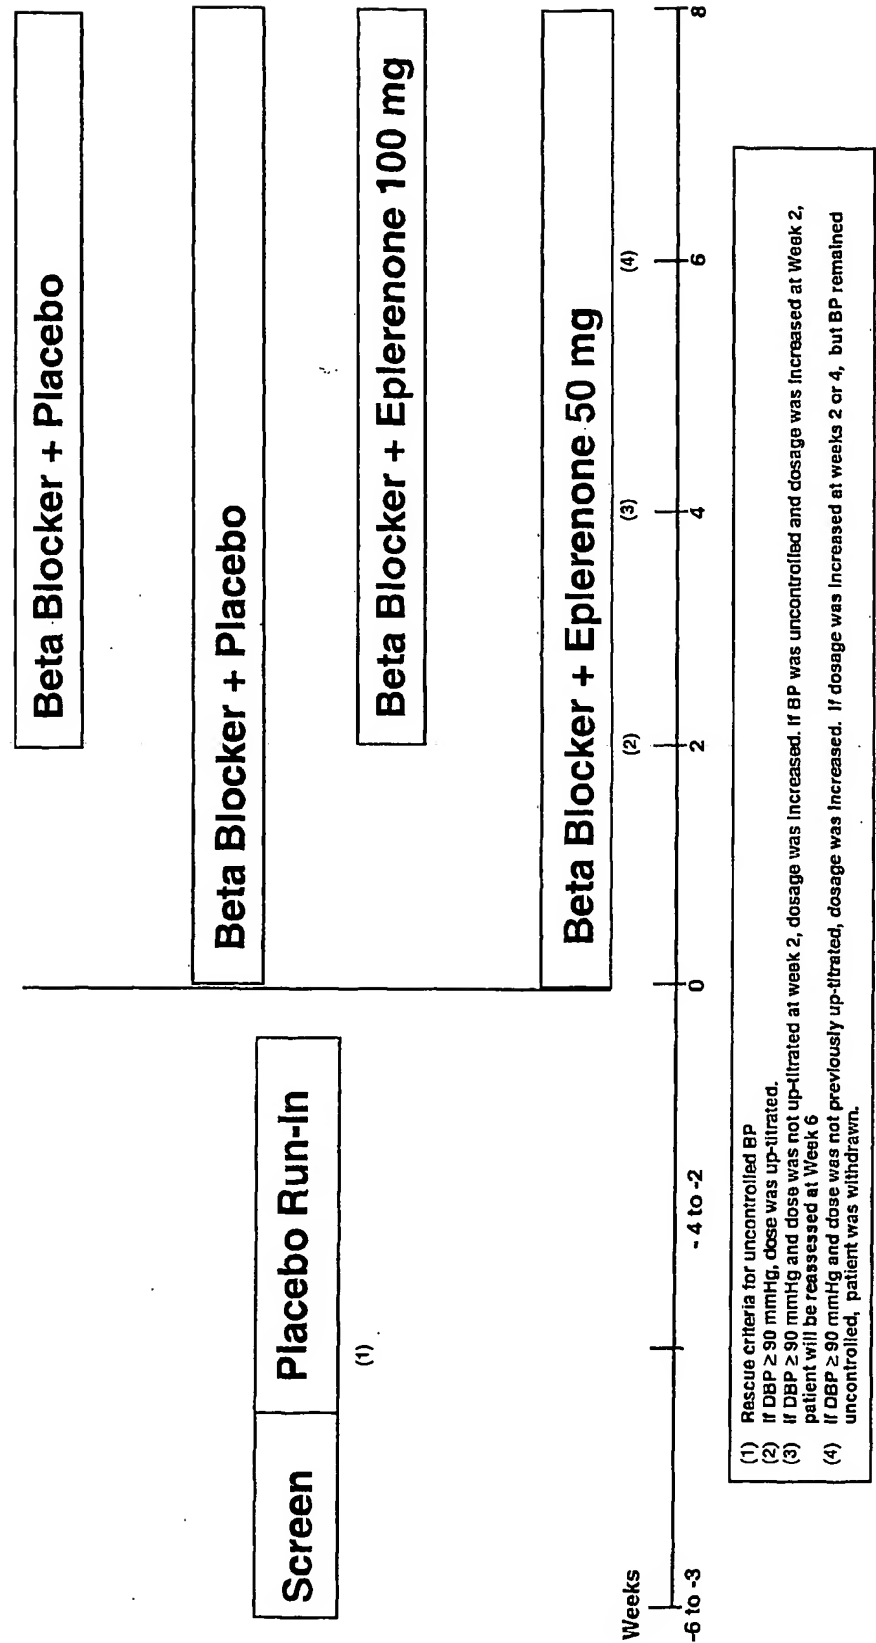 Beta Blocker + Placebo
Beta Blocker + Placebo
Screen
Placebo Run-In
(1)
Beta Blocker + Eplerenone 100 mg
Beta Blocker + Eplerenone 50 mg
Weeks
(2)
(3)
(4)
-6 to -3
- 4 to -2
0
2
4
6
8
(1) Rescue criteria for uncontrolled BP
(2) If DBP ≥ 90 mmHg, dose was up-titrated.
(3) If DBP ≥ 90 mmHg and dose was not up-titrated at week 2, dosage was increased. If BP was uncontrolled and dosage was increased at Week 2,
patient will be reassessed at Week 6
(4) If DBP ≥ 90 mmHg and dose was not previously up-titrated, dosage was increased. If dosage was increased at weeks 2 or 4, but BP remained
uncontrolled, patient was withdrawn.